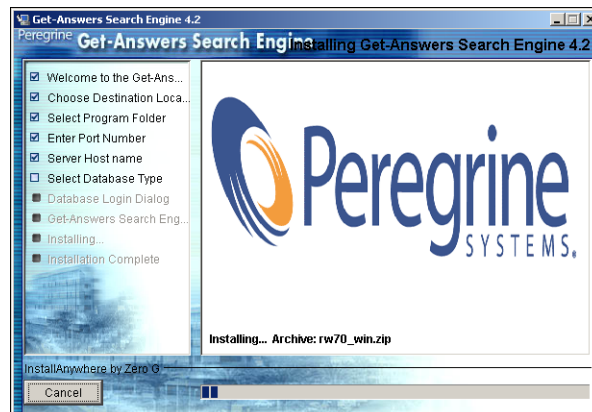 Get-Answers Search Engine 4.2
Peregrine Get-Answers Search Engine
Installing Get-Answers Search Engine 4.2
Welcome to the Get-Ans...
Choose Destination Loca...
Select Program Folder
Enter Port Number
Server Host name
Select Database Type
Database Login Dialog
Get-Answers Search Eng...
Installing...
Installation Complete
Peregrine
SYSTEMS.
Installing... Archive: rw70_win.zip
InstallAnywhere by Zero G
Cancel